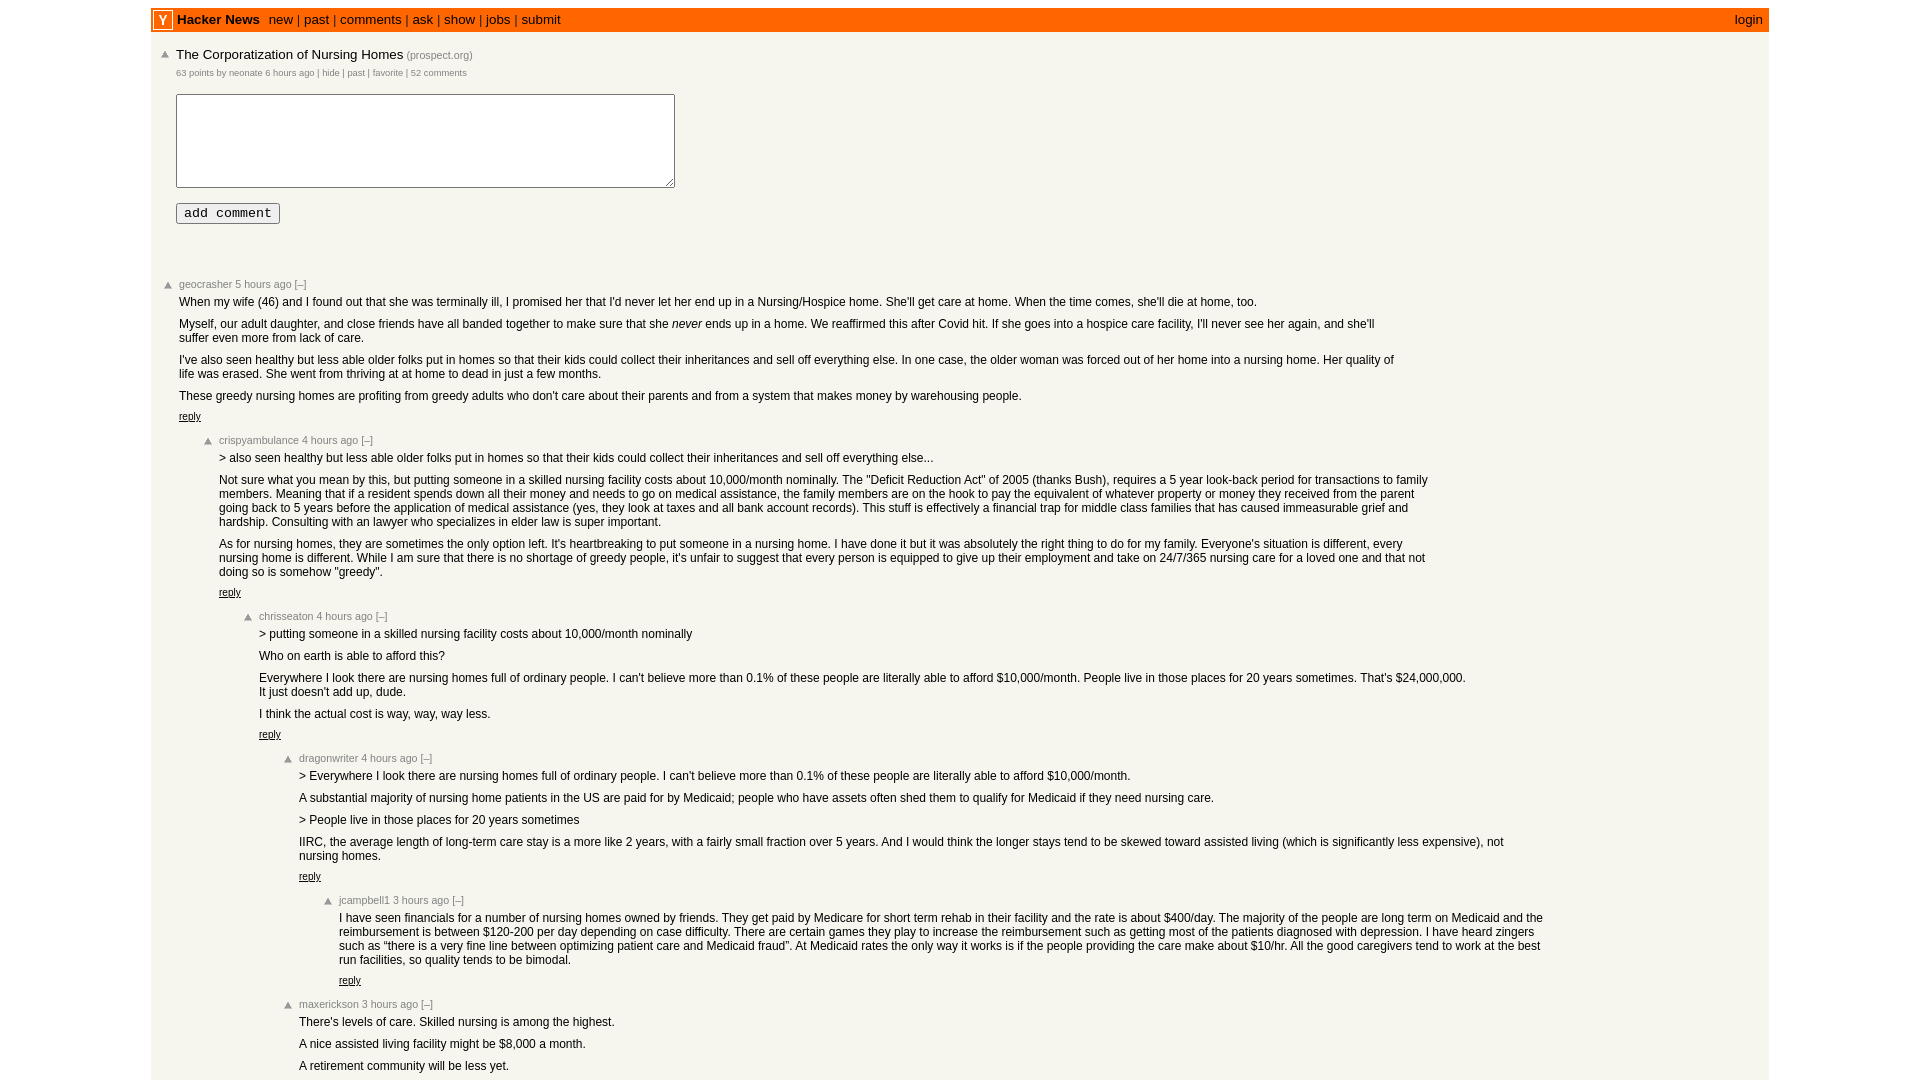 Y Hacker News new | past | comments | ask | show | jobs | submit login
The Corporatization of Nursing Homes (prospect.org)
63 points by neonate 6 hours ago | hide | past | favorite | 52 comments
add comment
geocrasher 5 hours ago [–]
When my wife (46) and I found out that she was terminally ill, I promised her that I'd never let her end up in a Nursing/Hospice home. She'll get care at home. When the time comes, she'll die at home, too.
Myself, our adult daughter, and close friends have all banded together to make sure that she never ends up in a home. We reaffirmed this after Covid hit. If she goes into a hospice care facility, I'll never see her again, and she'll
suffer even more from lack of care.
I've also seen healthy but less able older folks put in homes so that their kids could collect their inheritances and sell off everything else. In one case, the older woman was forced out of her home into a nursing home. Her quality of
life was erased. She went from thriving at at home to dead in just a few months.
These greedy nursing homes are profiting from greedy adults who don't care about their parents and from a system that makes money by warehousing people.
reply
crispyambulance 4 hours ago [–]
> also seen healthy but less able older folks put in homes so that their kids could collect their inheritances and sell off everything else...
Not sure what you mean by this, but putting someone in a skilled nursing facility costs about 10,000/month nominally. The "Deficit Reduction Act" of 2005 (thanks Bush), requires a 5 year look-back period for transactions to family
members. Meaning that if a resident spends down all their money and needs to go on medical assistance, the family members are on the hook to pay the equivalent of whatever property or money they received from the parent
going back to 5 years before the application of medical assistance (yes, they look at taxes and all bank account records). This stuff is effectively a financial trap for middle class families that has caused immeasurable grief and
hardship. Consulting with an lawyer who specializes in elder law is super important.
As for nursing homes, they are sometimes the only option left. It's heartbreaking to put someone in a nursing home. I have done it but it was absolutely the right thing to do for my family. Everyone's situation is different, every
nursing home is different. While I am sure that there is no shortage of greedy people, it's unfair to suggest that every person is equipped to give up their employment and take on 24/7/365 nursing care for a loved one and that not
doing so is somehow "greedy".
reply
chrisseaton 4 hours ago [–]
> putting someone in a skilled nursing facility costs about 10,000/month nominally
Who on earth is able to afford this?
Everywhere I look there are nursing homes full of ordinary people. I can't believe more than 0.1% of these people are literally able to afford $10,000/month. People live in those places for 20 years sometimes. That's $24,000,000.
It just doesn't add up, dude.
I think the actual cost is way, way, way less.
reply
dragonwriter 4 hours ago [–]
> Everywhere I look there are nursing homes full of ordinary people. I can't believe more than 0.1% of these people are literally able to afford $10,000/month.
A substantial majority of nursing home patients in the US are paid for by Medicaid; people who have assets often shed them to qualify for Medicaid if they need nursing care.
> People live in those places for 20 years sometimes
IIRC, the average length of long-term care stay is a more like 2 years, with a fairly small fraction over 5 years. And I would think the longer stays tend to be skewed toward assisted living (which is significantly less expensive), not
nursing homes.
reply
jcampbell1 3 hours ago [–]
I have seen financials for a number of nursing homes owned by friends. They get paid by Medicare for short term rehab in their facility and the rate is about $400/day. The majority of the people are long term on Medicaid and the
reimbursement is between $120-200 per day depending on case difficulty. There are certain games they play to increase the reimbursement such as getting most of the patients diagnosed with depression. I have heard zingers
such as “there is a very fine line between optimizing patient care and Medicaid fraud”. At Medicaid rates the only way it works is if the people providing the care make about $10/hr. All the good caregivers tend to work at the best
run facilities, so quality tends to be bimodal.
reply
maxerickson 3 hours ago [–]
There's levels of care. Skilled nursing is among the highest.
A nice assisted living facility might be $8,000 a month.
A retirement community will be less yet.